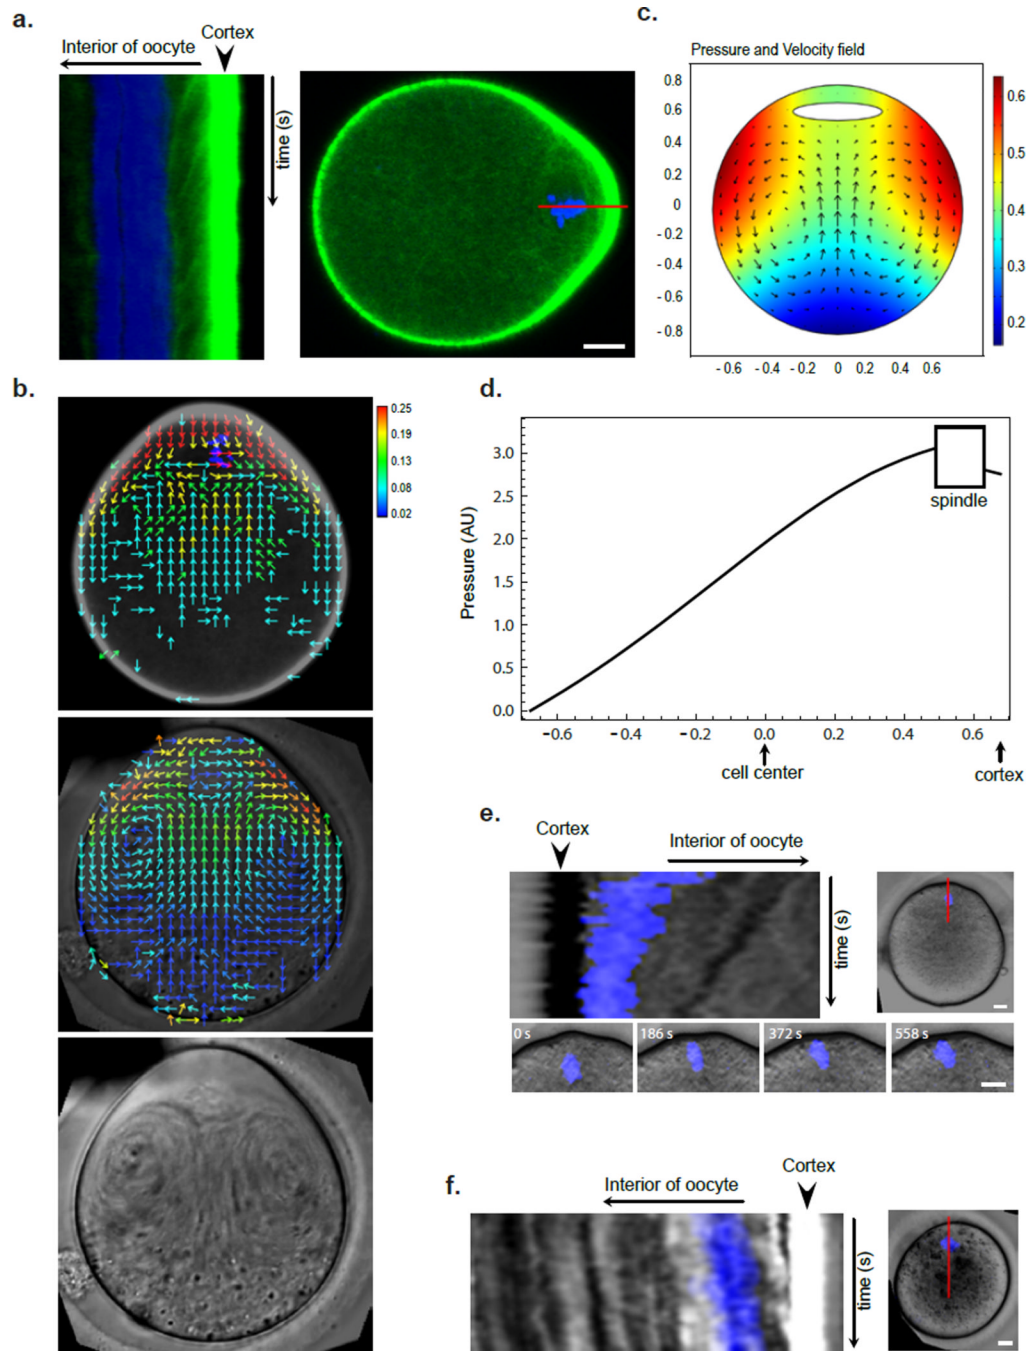 a.
Cortex
Interior of oocyte
time (s)
c.
Pressure and Velocity field
0.8
0.6
0.4
0.2
0
- 0.2
- 0.4
- 0.6
- 0.8
- 0.6
- 0.4
- 0.2
0
0.2
0.4
0.6
0.6
0.5
0.4
0.3
0.2
b.
0.25
0.19
0.13
0.08
0.02
d.
Pressure (AU)
3.0
2.5
2.0
1.5
1.0
0.5
0.0
spindle
−0.6
−0.4
−0.2
0.0
0.2
0.4
0.6
cell center
cortex
e.
Cortex
Interior of oocyte
time (s)
0 s
186 s
372 s
558 s
f.
Cortex
Interior of oocyte
time (s)